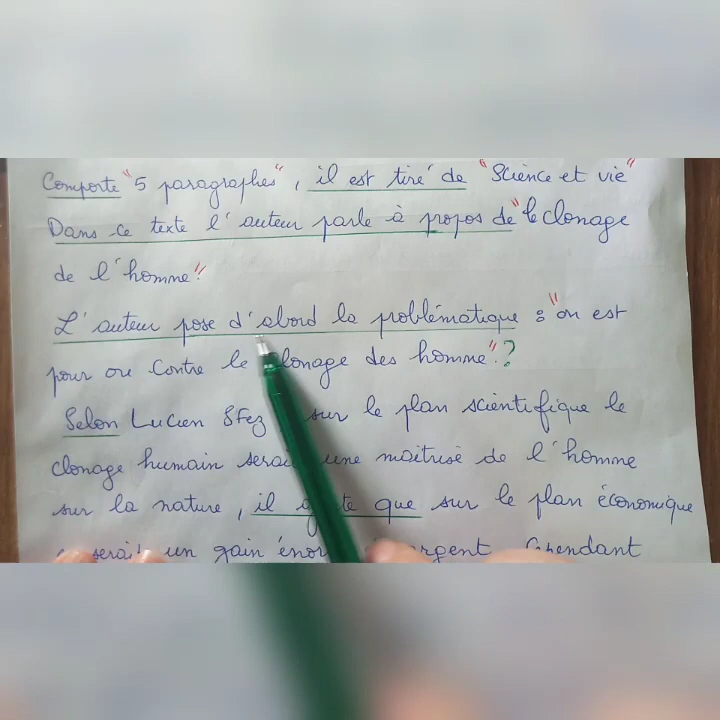 Comporte "5 paragraphes", il est tiré de "Science et vie"
Dans ce texte l'auteur parle à propos de "le clonage
de l'homme"
L'auteur pose d'abord la problématique : "on est
pour ou contre le clonage des homme"?
Selon Lucien Sfez sur le plan scientifique le
clonage humain serait une maitrise de l'homme
sur la nature, il ajoute que sur le plan économique
serait un gain argent Cependant